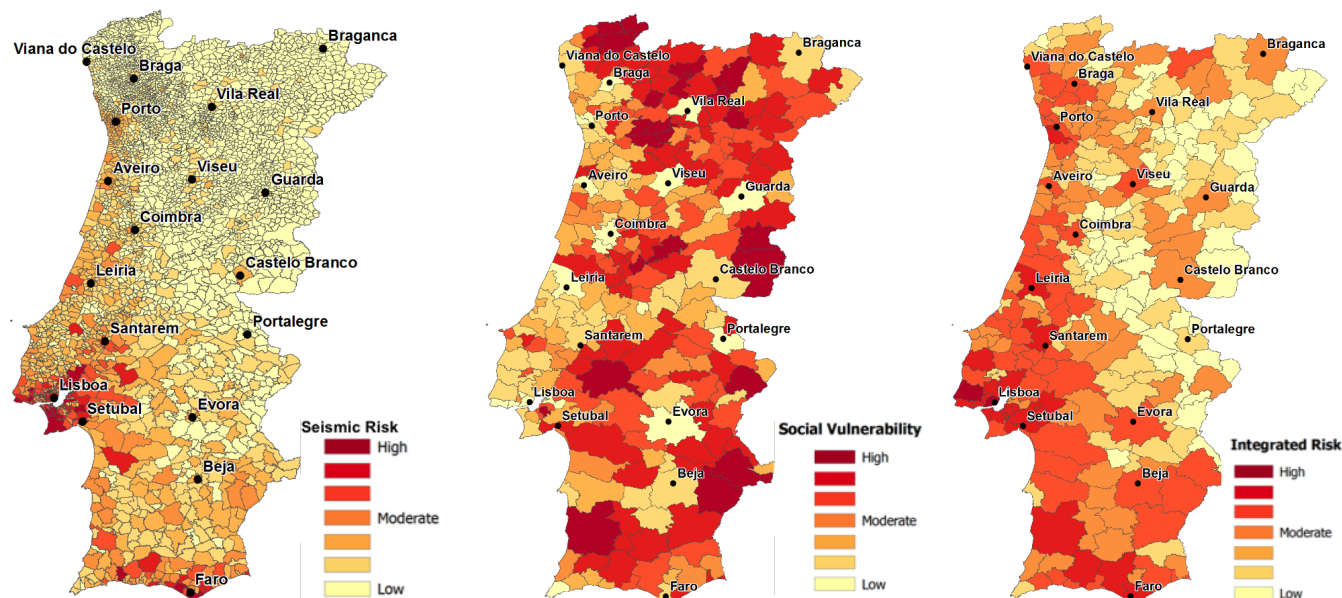 Viana do Castelo
Braganca
Braga
Vila Real
Porto
Aveiro
Viseu
Guarda
Coimbra
Castelo Branco
Leiria
Santarem
Portalegre
Lisboa
Setubal
Evora
Beja
Faro
Seismic Risk
High
Moderate
Low
Braganca
Viana do Castelo
Braga
Vila Real
Porto
Aveiro
Viseu
Guarda
Coimbra
Castelo Branco
Leiria
Santarem
Portalegre
Lisboa
Setubal
Evora
Beja
Faro
Social Vulnerability
High
Moderate
Low
Braganca
Viana do Castelo
Braga
Vila Real
Porto
Aveiro
Viseu
Guarda
Coimbra
Castelo Branco
Leiria
Santarem
Portalegre
Lisboa
Setubal
Evora
Beja
Faro
Integrated Risk
High
Moderate
Low